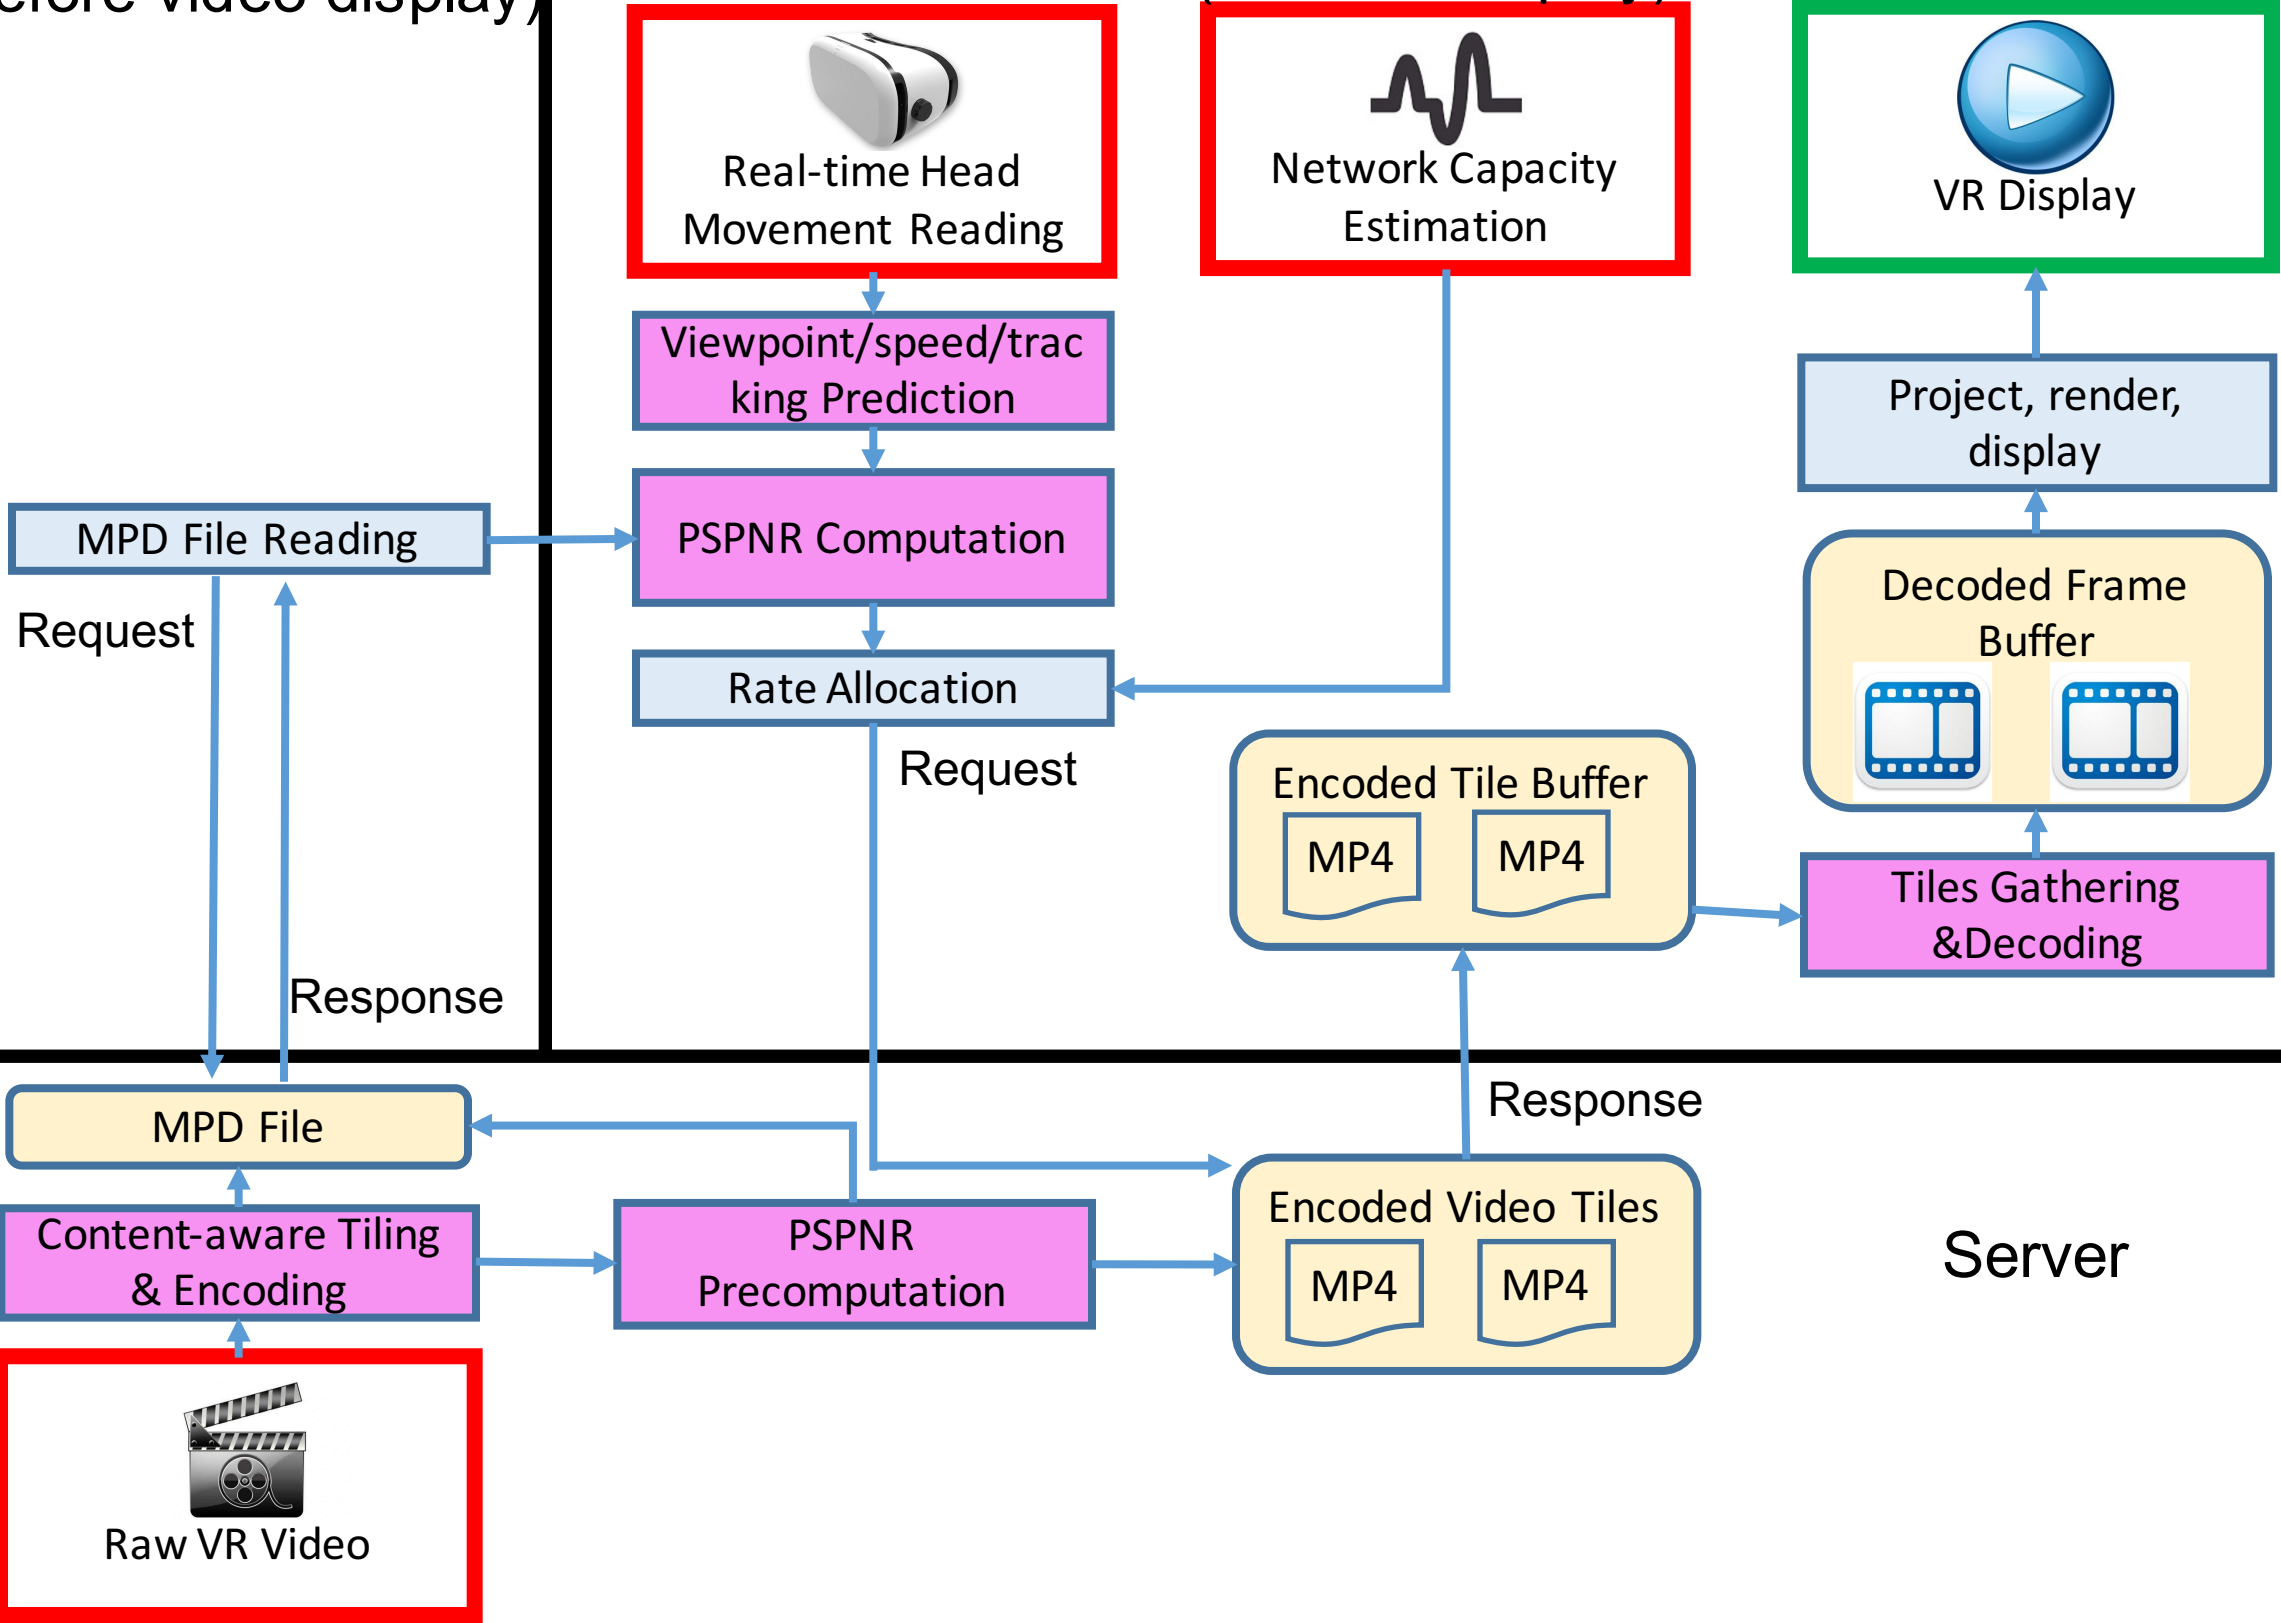 video display)
Real-time Head
Movement Reading
Network Capacity
Estimation
VR Display
Viewpoint/speed/trac
king Prediction
Project, render,
display
MPD File Reading
PSPNR Computation
Decoded Frame
Buffer
Request
Rate Allocation
Request
Encoded Tile Buffer
MP4
MP4
Tiles Gathering
&Decoding
Response
Response
MPD File
Content-aware Tiling
& Encoding
PSPNR
Precomputation
Encoded Video Tiles
MP4
MP4
Server
Raw VR Video